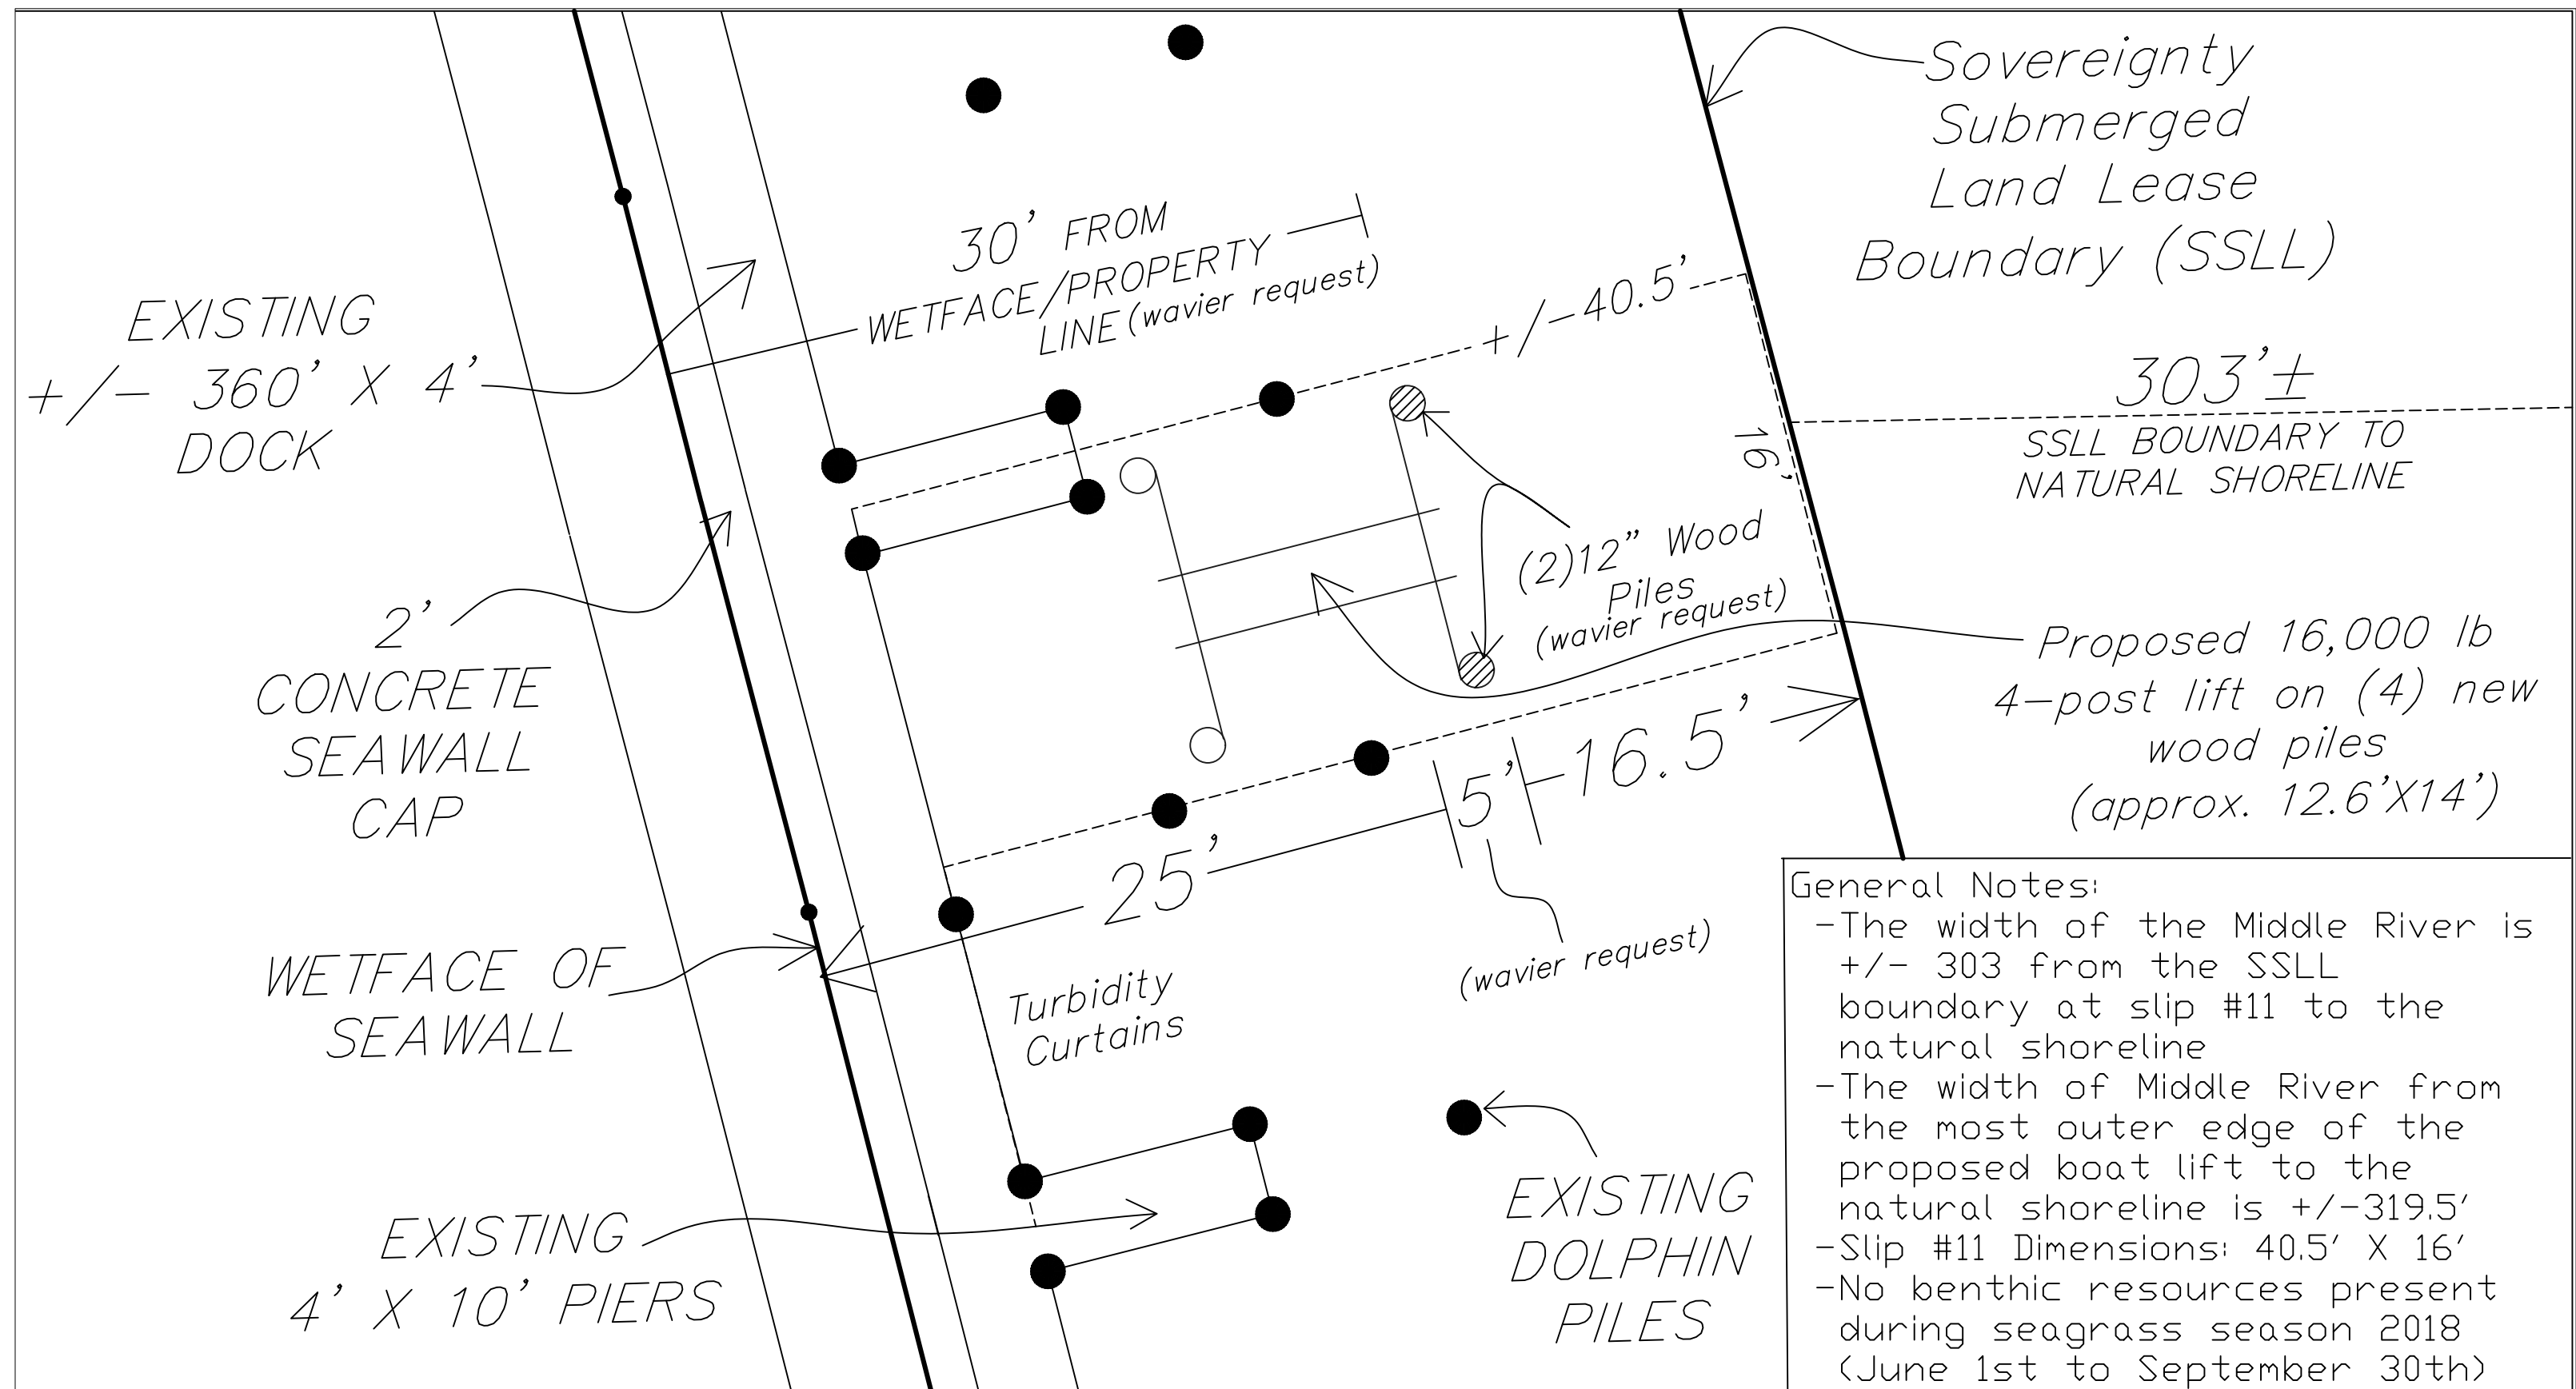 Sovereignty
Submerged
Land Lease
Boundary (SSLL)
30' FROM
WETFACE/PROPERTY
LINE (wavier request)
+/-40.5'
EXISTING
+/- 360' X 4'
DOCK
303'±
SSLL BOUNDARY TO
NATURAL SHORELINE
16'
(2)12" Wood
Piles
(wavier request)
2'
CONCRETE
SEAWALL
CAP
Proposed 16,000 lb
4-post lift on (4) new
wood piles
(approx. 12.6'X14')
25'
5'
16.5'
(wavier request)
WETFACE OF
SEAWALL
Turbidity
Curtains
EXISTING
4' X 10' PIERS
EXISTING
DOLPHIN
PILES
General Notes:
-The width of the Middle River is
+/- 303 from the SSLL
boundary at slip #11 to the
natural shoreline
-The width of Middle River from
the most outer edge of the
proposed boat lift to the
natural shoreline is +/-319.5'
-Slip #11 Dimensions: 40.5' X 16'
-No benthic resources present
during seagrass season 2018
(June 1st to September 30th)